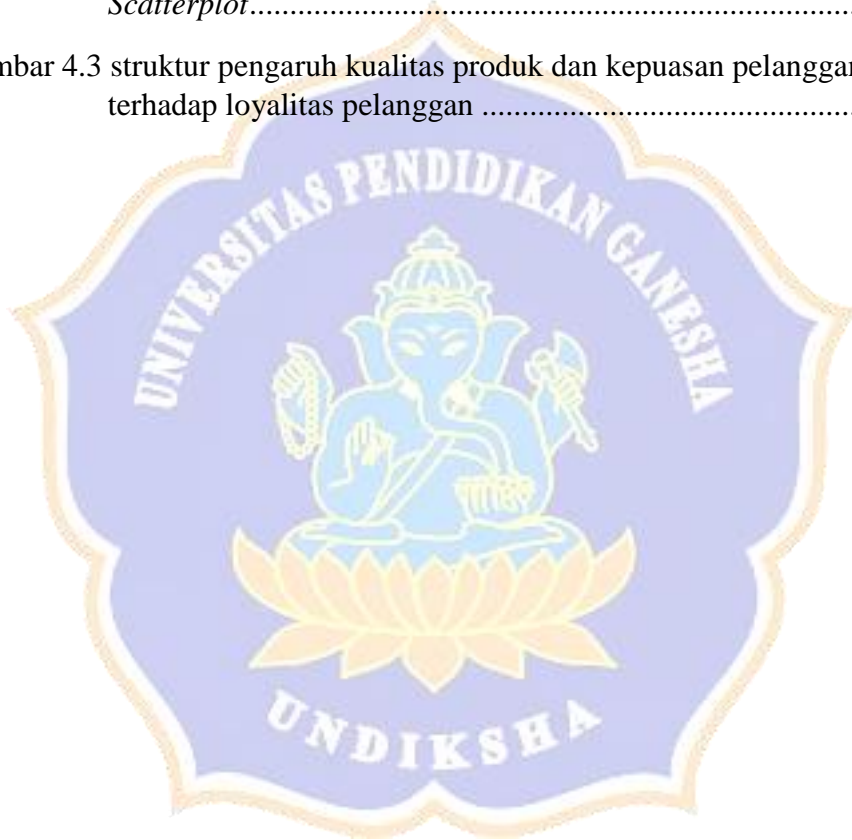 Scatterplot...............................................................................
mbar 4.3 struktur pengaruh kualitas produk dan kepuasan pelanggan
terhadap loyalitas pelanggan ................................................
UNIVERSITAS PENDIDIKAN GANESHA
UNDIKSHA